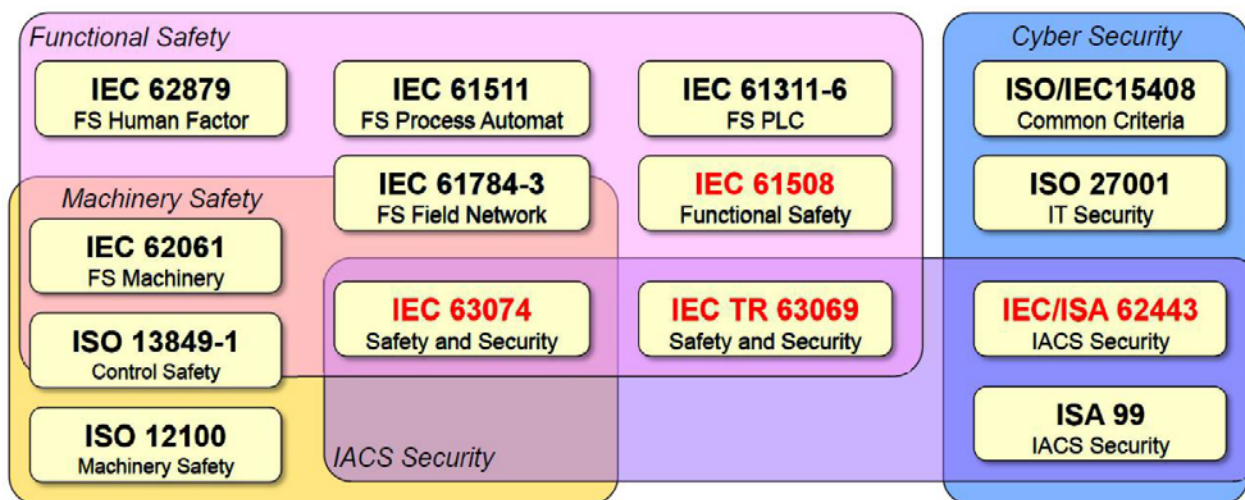 Functional Safety
Cyber Security
IEC 62879
FS Human Factor
IEC 61511
FS Process Automat
IEC 61311-6
FS PLC
ISO/IEC15408
Common Criteria
Machinery Safety
IEC 61784-3
FS Field Network
IEC 61508
Functional Safety
ISO 27001
IT Security
IEC 62061
FS Machinery
IEC 63074
Safety and Security
IEC TR 63069
Safety and Security
IEC/ISA 62443
IACS Security
ISO 13849-1
Control Safety
ISO 12100
Machinery Safety
IACS Security
ISA 99
IACS Security